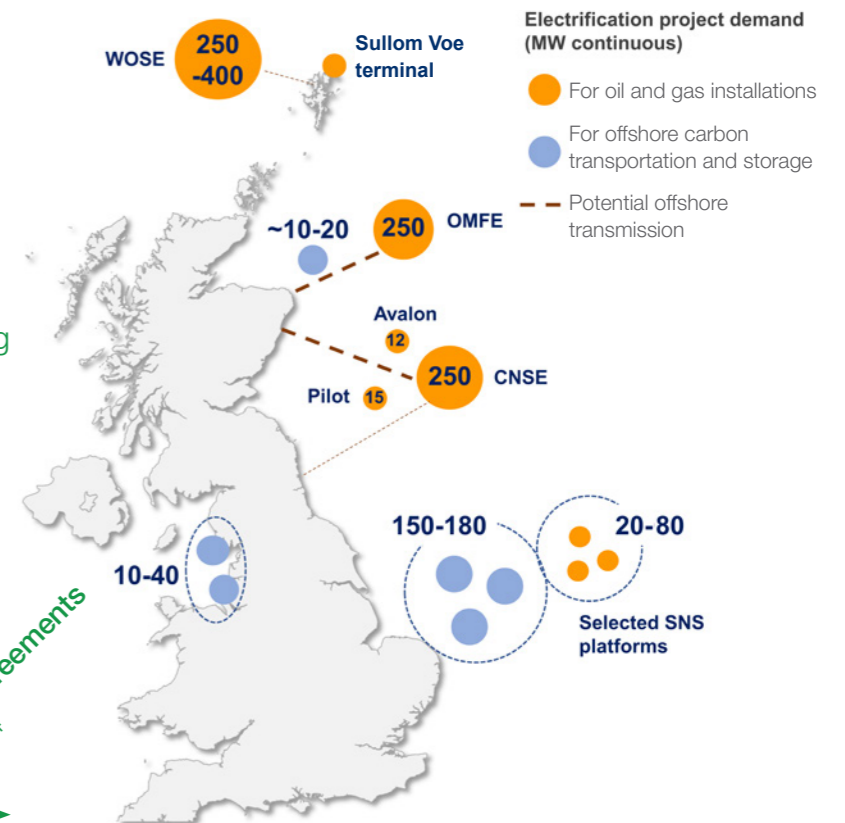 Electrification project demand
(MW continuous)
For oil and gas installations
For offshore carbon
transportation and storage
Potential offshore
transmission
WOSE
250
-400
Sullom Voe
terminal
~10-20
250
OMFE
Avalon
12
250
CNSE
Pilot
15
150-180
20-80
10-40
Selected SNS
platforms